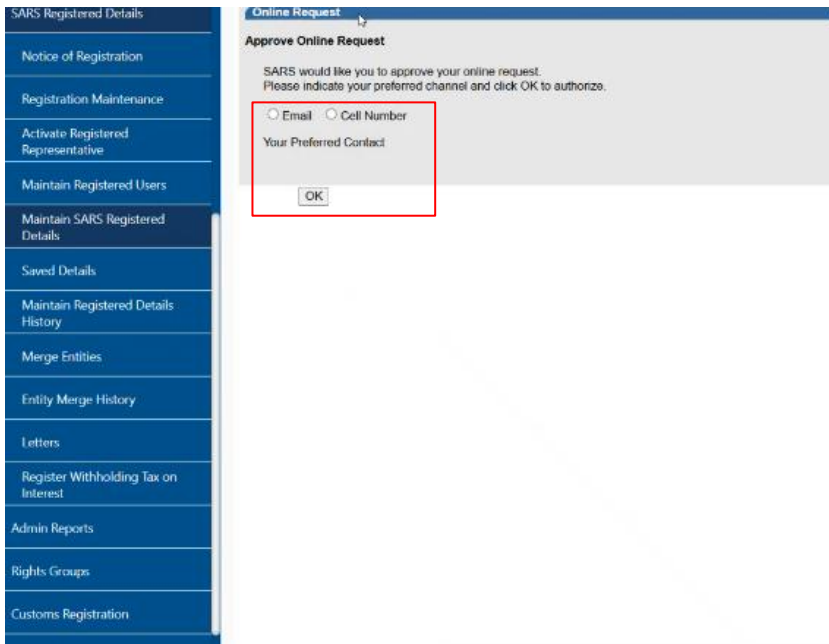 SARS Registered Details
Notice of Registration
Registration Maintenance
Activate Registered
Representative
Maintain Registered Users
Maintain SARS Registered
Details
Saved Details
Maintain Registered Details
History
Merge Entities
Entity Merge History
Letters
Register Withholding Tax on
Interest
Admin Reports
Rights Groups
Customs Registration
Online Request
Approve Online Request
SARS would like you to approve your online request.
Please indicate your preferred channel and click OK to authorize.
Email Cell Number
Your Preferred Contact
OK